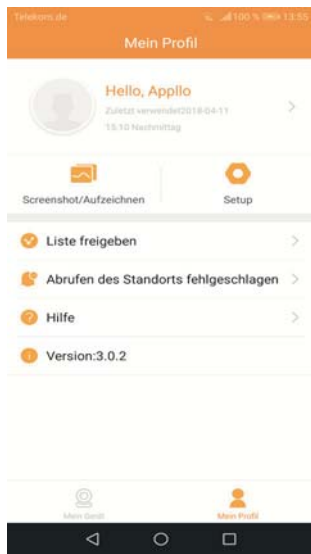 Telekom.de 100 % 13:55
Mein Profil
Hello, Appllo
Zuletzt verwendet2018-04-11
15:10 Nachmittag
Screenshot/Aufzeichnen
Setup
Liste freigeben
Abrufen des Standorts fehlgeschlagen
Hilfe
Version:3.0.2
Mein Gerät
Mein Profil